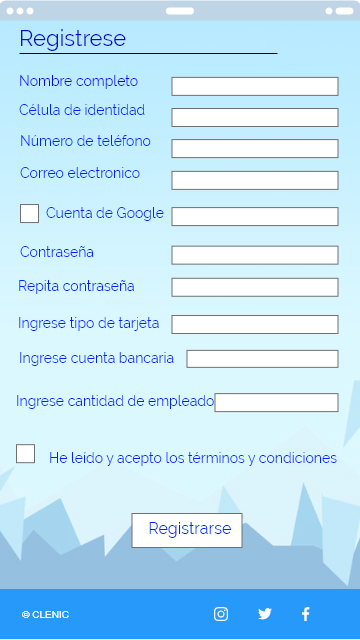 Registrese
Nombre completo
Célula de identidad
Número de teléfono
Correo electronico
Cuenta de Google
Contraseña
Repita contraseña
Ingrese tipo de tarjeta
Ingrese cuenta bancaria
Ingrese cantidad de empleado
He leido y acepto los términos y condiciones
Registrarse
© CLENIC